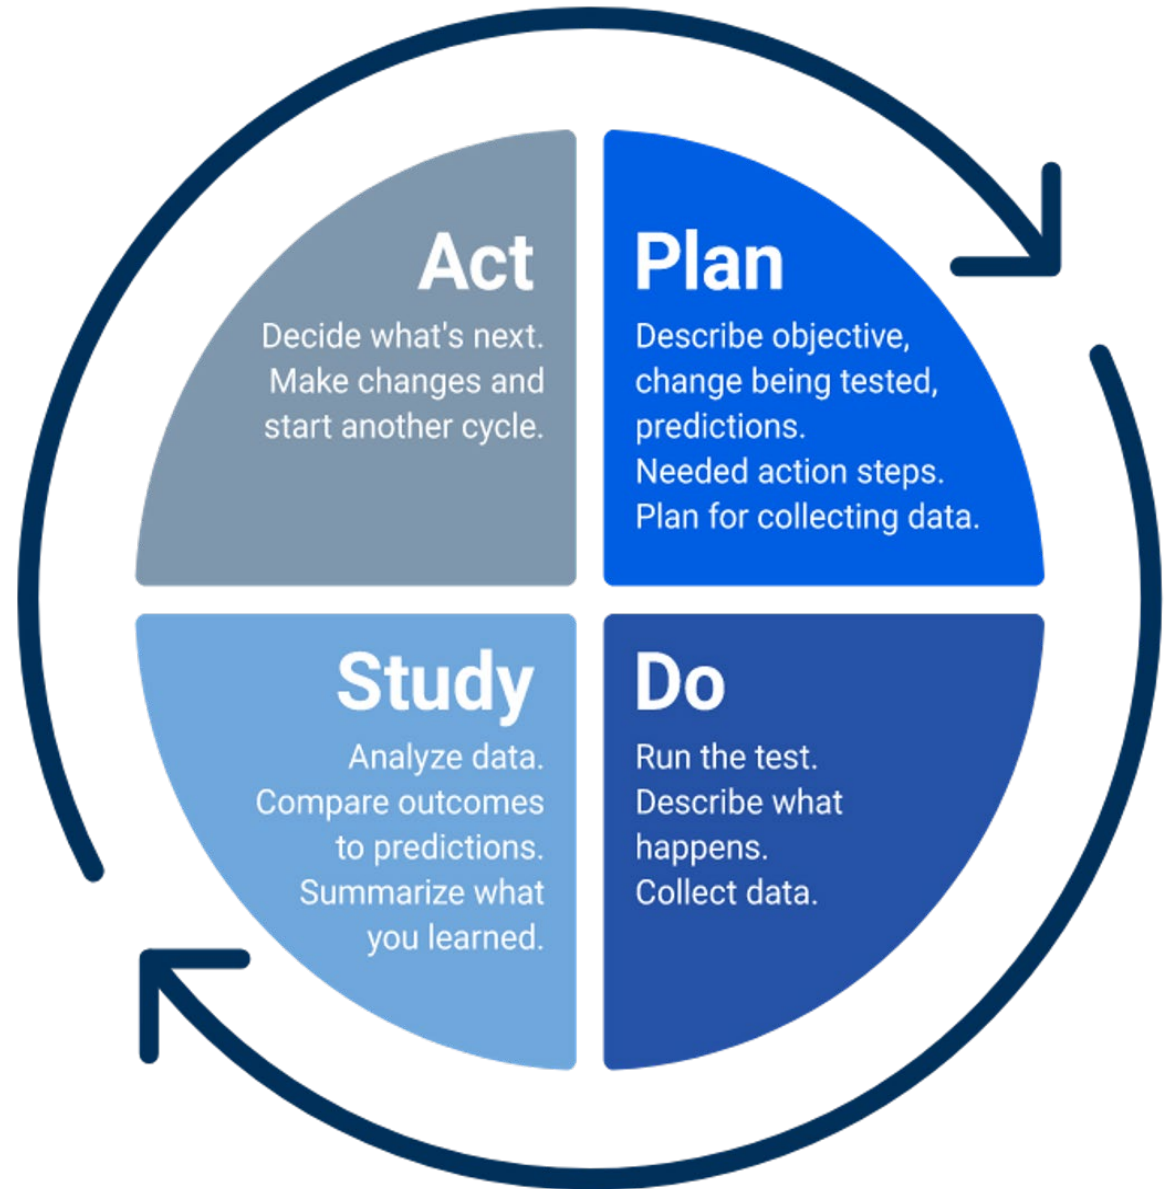 Act
Decide what's next.
Make changes and
start another cycle.
Plan
Describe objective,
change being tested,
predictions.
Needed action steps.
Plan for collecting data.
Study
Analyze data.
Compare outcomes
to predictions.
Summarize what
you learned.
Do
Run the test.
Describe what
happens.
Collect data.